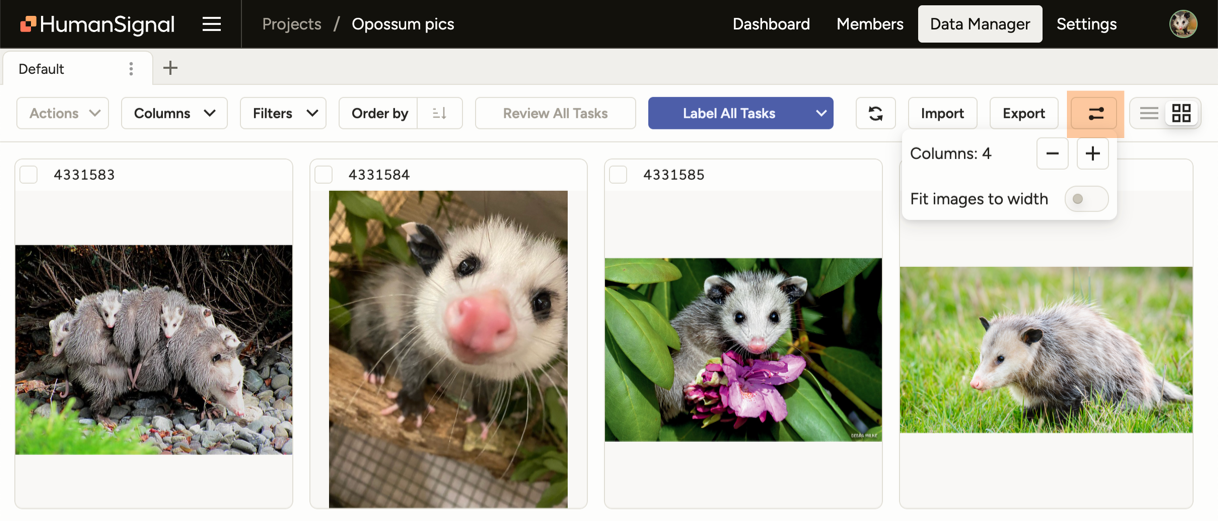 HumanSignal Projects / Opossum pics Dashboard Members Data Manager Settings
Default
Actions Columns Filters Order by Review All Tasks Label All Tasks Import Export
Columns: 4
Fit images to width
4331583 4331584 4331585